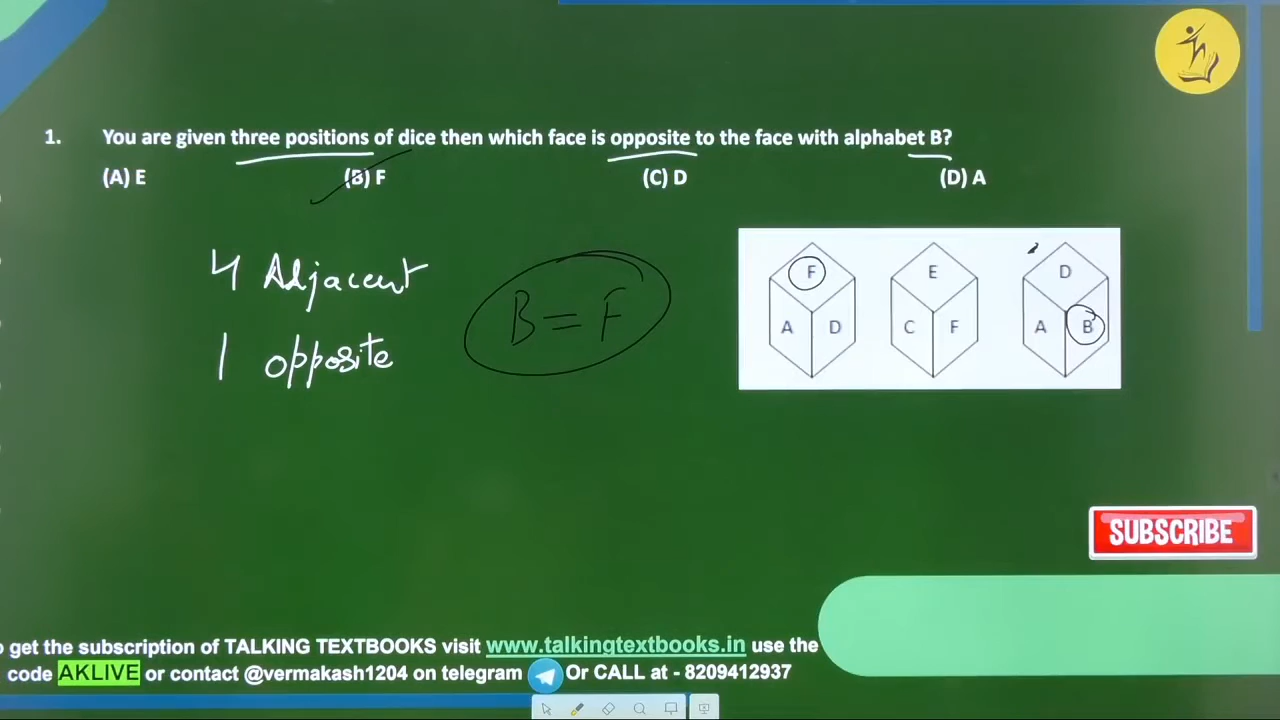 1. You are given three positions of dice then which face is opposite to the face with alphabet B?
(A) E (B) F (C) D (D) A
4 Adjacent
1 opposite
B = F
F
A D
E
C F
D
A B
SUBSCRIBE
o get the subscription of TALKING TEXTBOOKS visit www.talkingtextbooks.in use the
code AKLIVE or contact @vermakash1204 on telegram Or CALL at - 8209412937